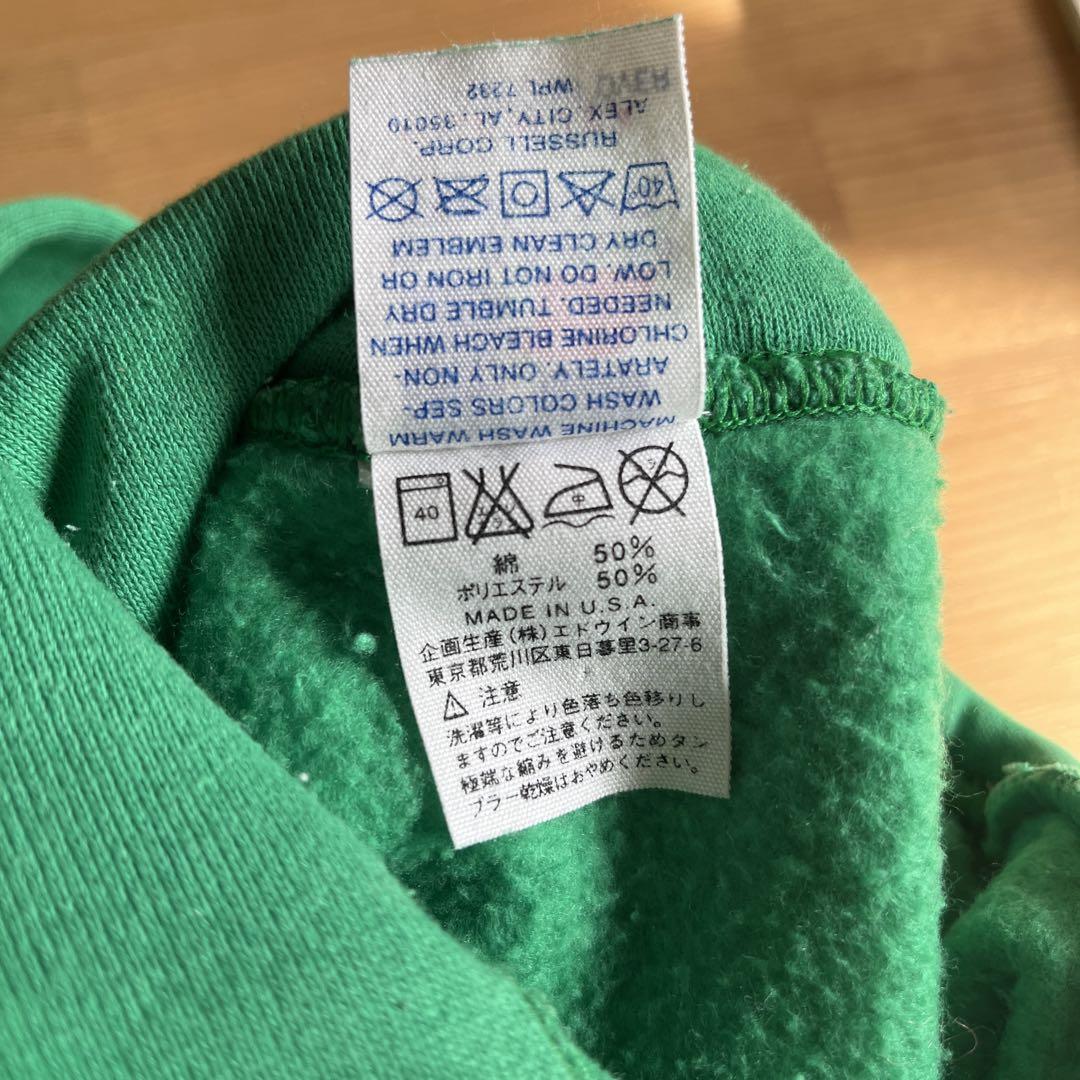 MACHINE WASH WARM
WASH COLORS SEP-
ARATELY. ONLY NON-
CHLORINE BLEACH WHEN
NEEDED. TUMBLE DRY
LOW. DO NOT IRON OR
DRY CLEAN EMBLEM
40
RUSSELL CORP.
ALEX. CITY, AL. 35010
WPL 7232
40
中
綿 50%
ポリエステル 50%
MADE IN U.S.A.
企画生産(株)エドウイン商事
東京都荒川区東日暮里3-27-6
注意
洗濯等により色落ち色移りし
ますのでご注意ください。
極端な縮みを避けるためタン
ブラー乾燥はおやめください。